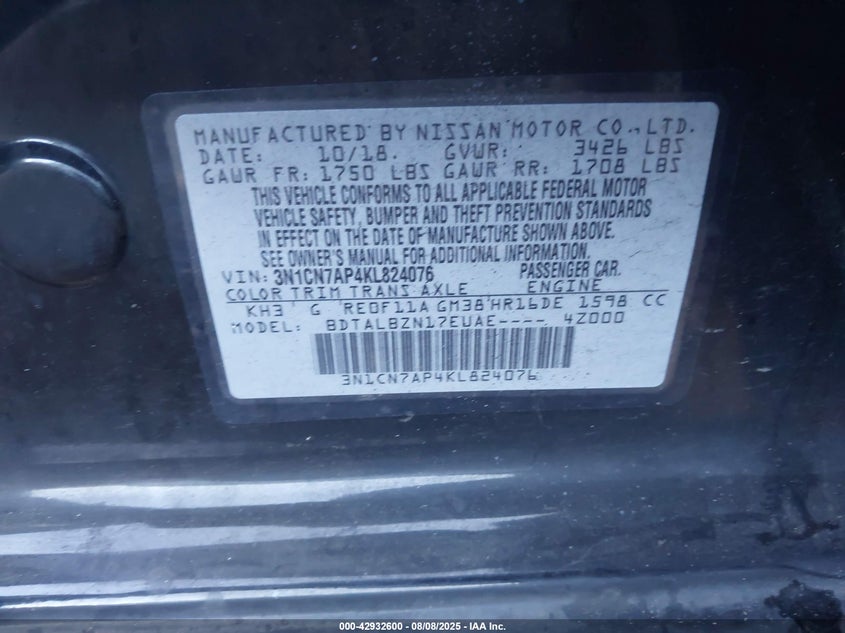 MANUFACTURED BY NISSAN MOTOR CO., LTD.
DATE: 10/18. GVWR: 3426 LBS
GAWR FR: 1750 LBS GAWR RR: 1708 LBS
THIS VEHICLE CONFORMS TO ALL APPLICABLE FEDERAL MOTOR
VEHICLE SAFETY, BUMPER AND THEFT PREVENTION STANDARDS
IN EFFECT ON THE DATE OF MANUFACTURE SHOWN ABOVE.
SEE OWNER'S MANUAL FOR ADDITIONAL INFORMATION.
VIN: 3N1CN7AP4KL824076 PASSENGER CAR.
COLOR TRIM TRANS AXLE ENGINE
KH3 G RE0F11A GM38 HR16DE 1598 CC
MODEL: BDTALBZN17EUAE---- 4Z000
3N1CN7AP4KL824076
000-42932600 - 08/08/2025 - IAA Inc.